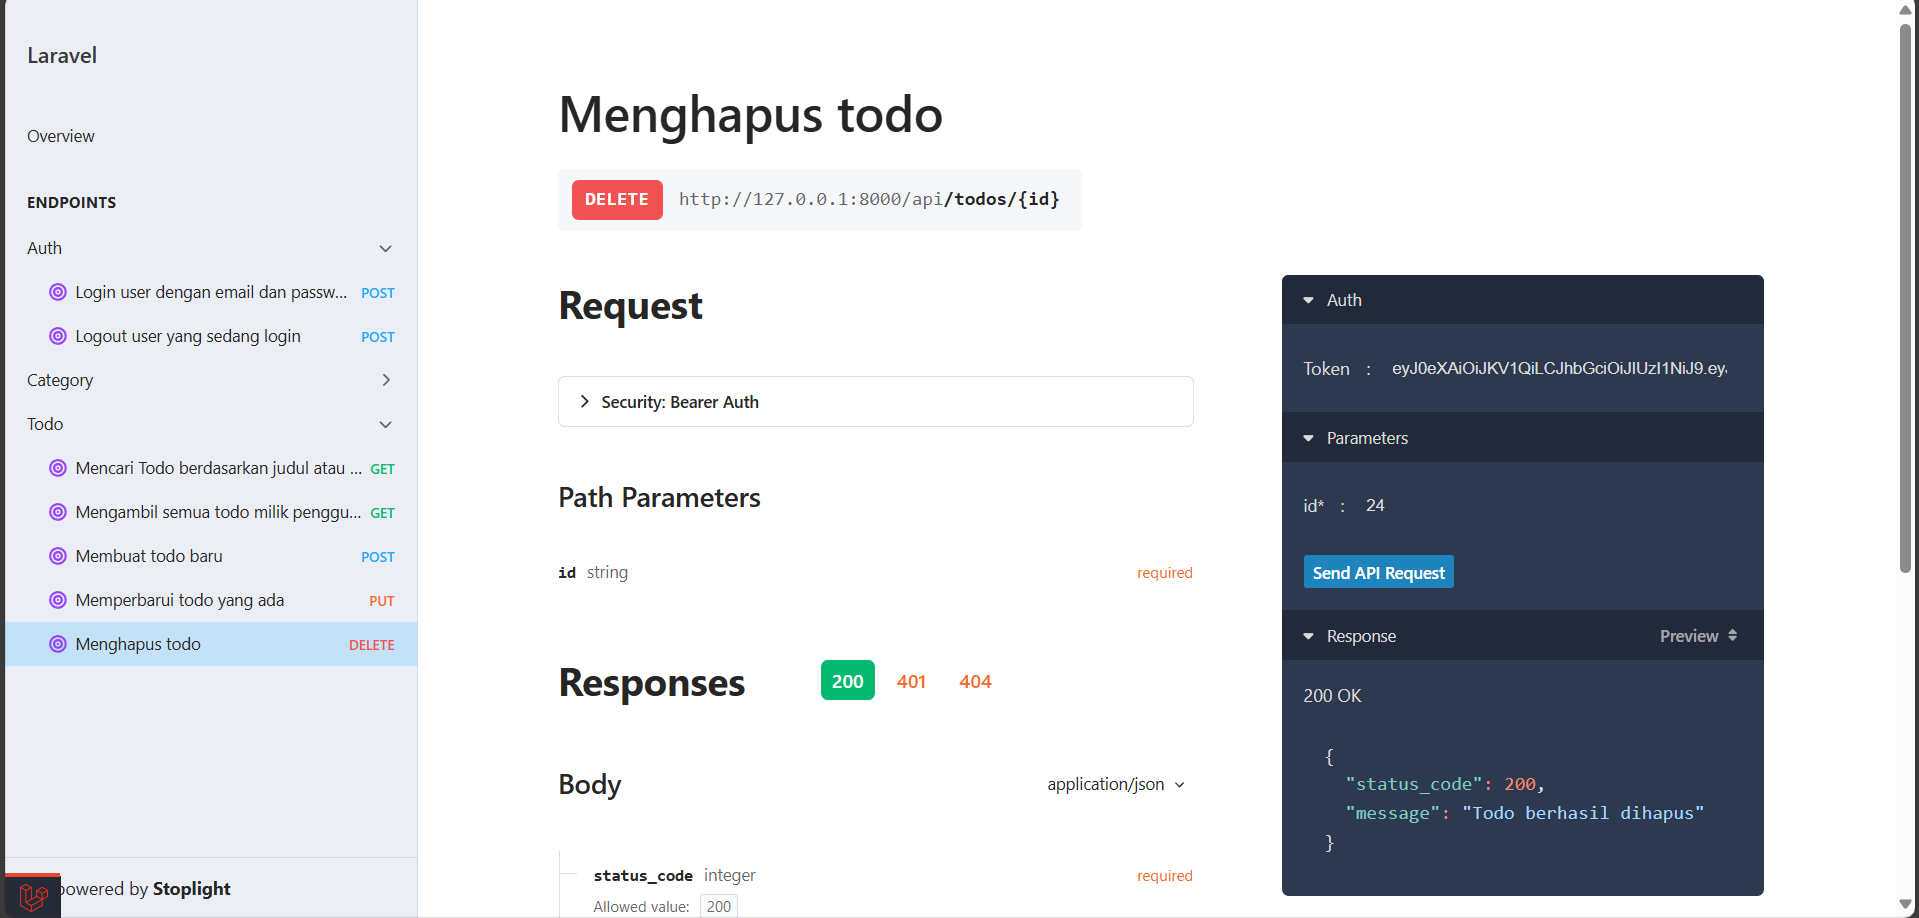 Laravel
Overview
ENDPOINTS
Auth
Login user dengan email dan passw... POST
Logout user yang sedang login POST
Category
Todo
Mencari Todo berdasarkan judul atau ... GET
Mengambil semua todo milik penggu... GET
Membuat todo baru POST
Memperbarui todo yang ada PUT
Menghapus todo DELETE
powered by Stoplight
Menghapus todo
DELETE http://127.0.0.1:8000/api/todos/{id}
Request
Security: Bearer Auth
Path Parameters
id string required
Responses 200 401 404
Body application/json
status_code integer required
Allowed value: 200
Auth
Token : eyJ0eXAiOiJKV1QiLCJhbGciOiJIUzI1NiJ9.ey
Parameters
id* : 24
Send API Request
Response Preview
200 OK
{
"status_code": 200,
"message": "Todo berhasil dihapus"
}